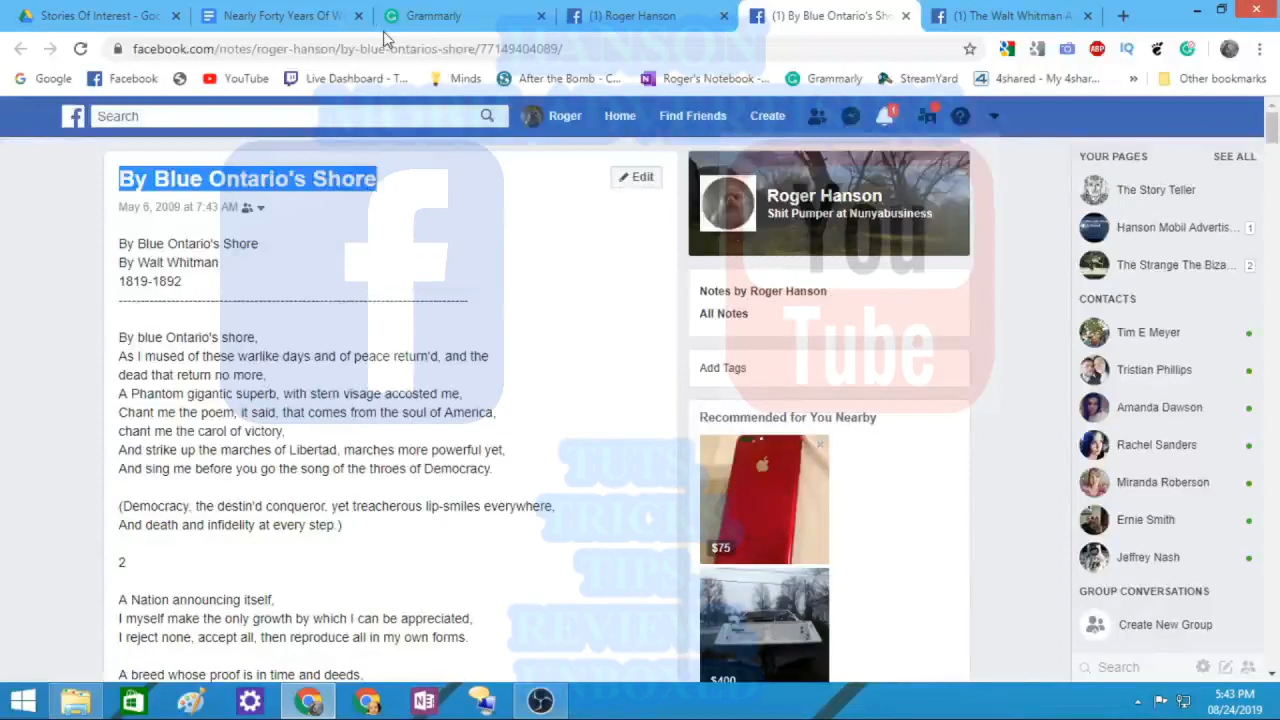 Stories Of Interest - Goo
Nearly Forty Years Of W
Grammarly
(1) Roger Hanson
(1) By Blue Ontario's Sho
(1) The Walt Whitman A
facebook.com/notes/roger-hanson/by-blue-ontarios-shore/77149404089/
ABP
IQ
Google
Facebook
YouTube
Live Dashboard - T...
Minds
After the Bomb - C...
Roger's Notebook -...
Grammarly
StreamYard
4shared - My 4shar...
Other bookmarks
HANSON
Search
Roger
Home
Find Friends
Create
1
By Blue Ontario's Shore
Edit
May 6, 2009 at 7:43 AM
By Blue Ontario's Shore
By Wait Whitman
1819-1892
By blue Ontario's shore,
As I mused of these warlike days and of peace return'd, and the
dead that return no more,
A Phantom gigantic superb, with stern visage accosted me,
Chant me the poem, it said, that comes from the soul of America,
chant me the carol of victory,
And strike up the marches of Libertad, marches more powerful yet,
And sing me before you go the song of the throes of Democracy.
(Democracy, the destin'd conqueror, yet treacherous lip-smiles everywhere,
And death and infidelity at every step.)
2
A Nation announcing itself,
I myself make the only growth by which I can be appreciated,
I reject none, accept all, then reproduce all in my own forms.
A breed whose proof is in time and deeds,
Roger Hanson
Shit Pumper at Nunyabusiness
You
Tube
Notes by Roger Hanson
All Notes
Add Tags
Recommended for You Nearby
$75
$400
YOUR PAGES
SEE ALL
The Story Teller
Hanson Mobil Advertis...
1
The Strange The Biza...
2
CONTACTS
Tim E Meyer
Tristian Phillips
Amanda Dawson
Rachel Sanders
Miranda Roberson
Ernie Smith
Jeffrey Nash
GROUP CONVERSATIONS
Create New Group
Search
5:43 PM
08/24/2019